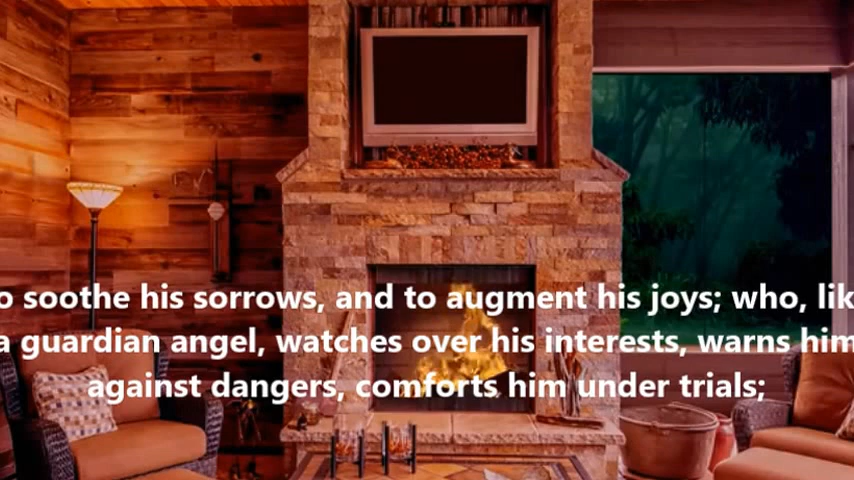 o soothe his sorrows, and to augment his joys; who, lik
a guardian angel, watches over his interests, warns him
against dangers, comforts him under trials;